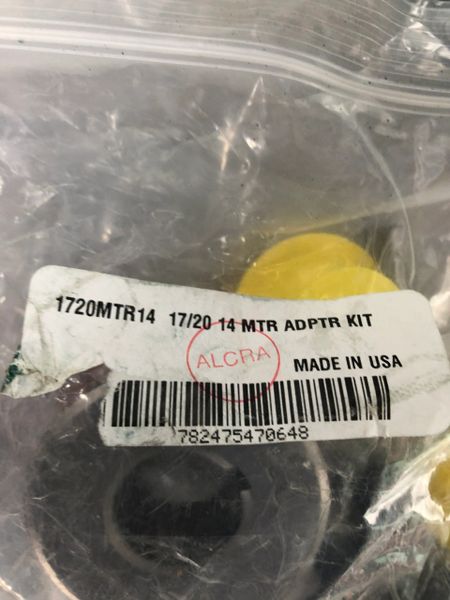 1720MTR14 17/20 14 MTR ADPTR KIT
ALCRA
MADE IN USA
782475470648